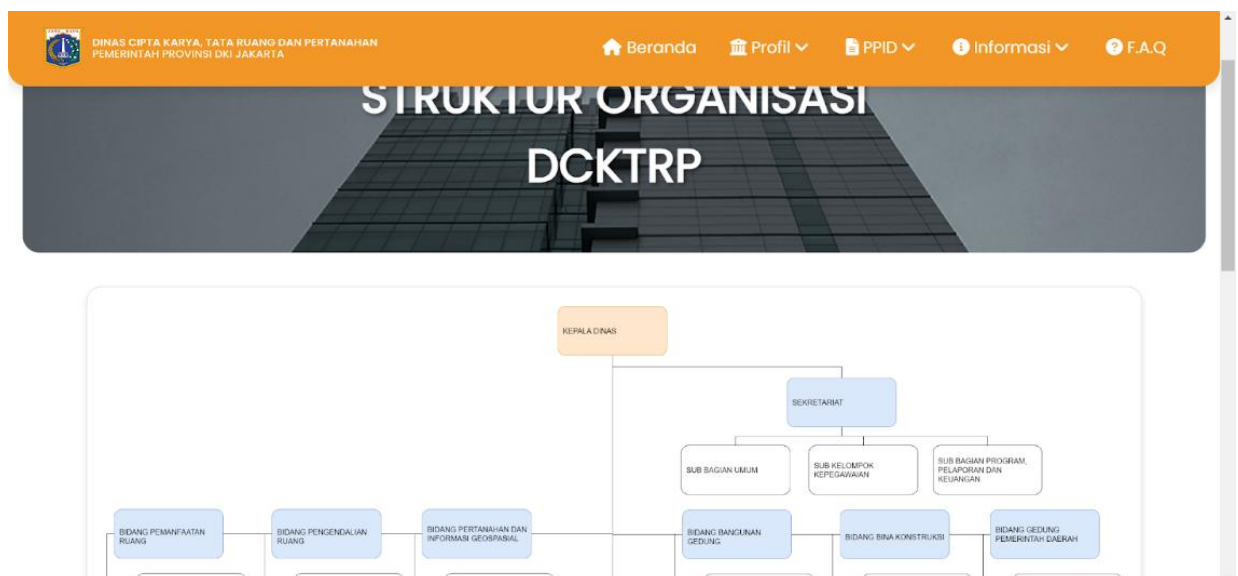 DINAS CIPTA KARYA, TATA RUANG DAN PERTANAHAN
PEMERINTAH PROVINSI DKI JAKARTA
Beranda
Profil
PPID
Informasi
F.A.Q
STRUKTUR ORGANISASI
DCKTRP
KEPALA DINAS
SEKRETARIAT
SUB BAGIAN UMUM
SUB KELOMPOK
KEPEGAWAIAN
SUB BAGIAN PROGRAM,
PELAPORAN DAN
KEUANGAN
BIDANG PEMANFAATAN
RUANG
BIDANG PENGENDALIAN
RUANG
BIDANG PERTANAHAN DAN
INFORMASI GEOSPASIAL
BIDANG BANGUNAN
GEDUNG
BIDANG BINA KONSTRUKSI
BIDANG GEDUNG
PEMERINTAH DAERAH